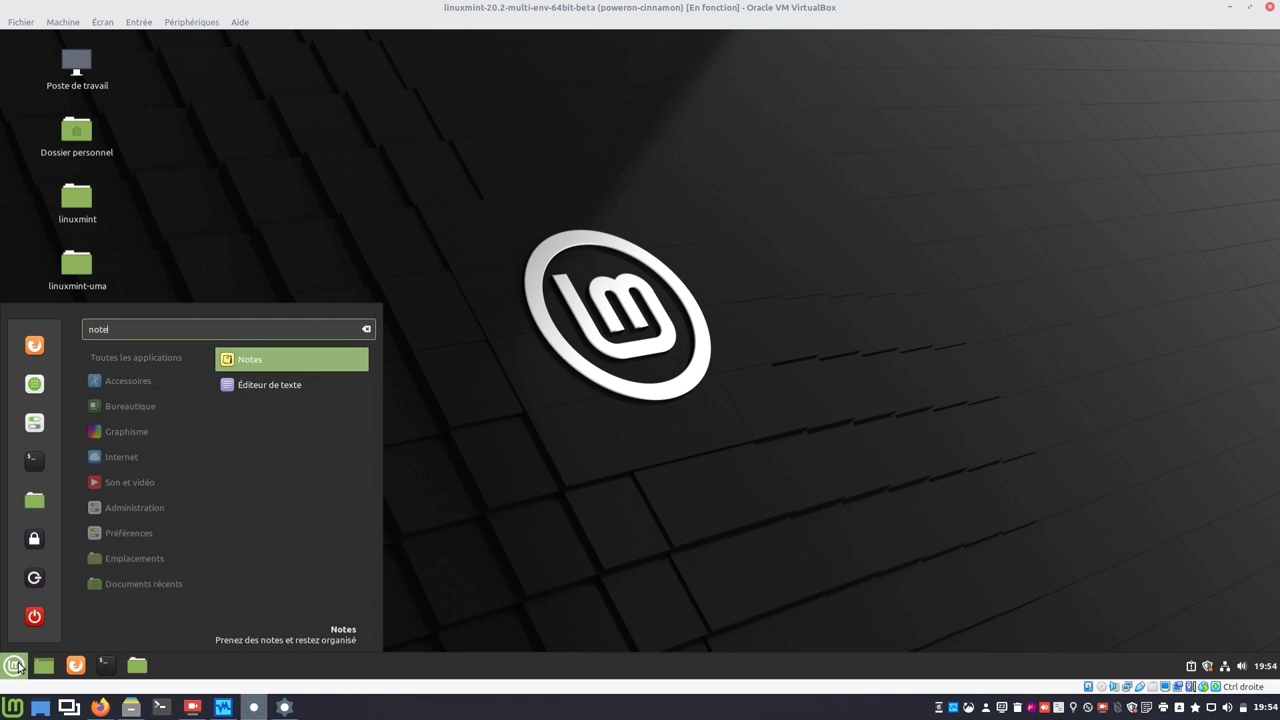 linuxmint-20.2-multi-env-64bit-beta (poweron-cinnamon) [En fonction] - Oracle VM VirtualBox
Fichier Machine Écran Entrée Périphériques Aide
Poste de travail
Dossier personnel
linuxmint
linuxmint-uma
note
Toutes les applications
Notes
Accessoires
Éditeur de texte
Bureautique
Graphisme
Internet
Son et vidéo
Administration
Préférences
Emplacements
Documents récents
Notes
Prenez des notes et restez organisé
19:54
Ctrl droite
19:54